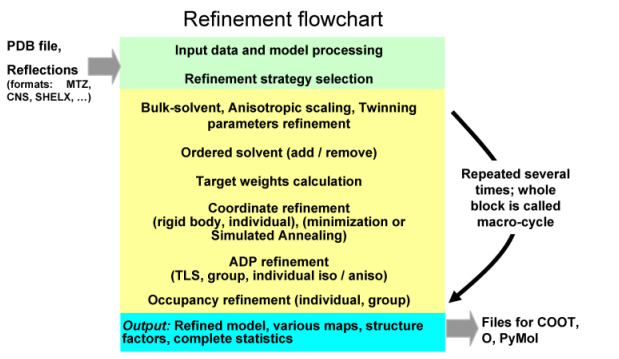 Refinement flowchart
PDB file,
Reflections
(formats: MTZ,
CNS, SHELX, …)
Input data and model processing
Refinement strategy selection
Bulk-solvent, Anisotropic scaling, Twinning
parameters refinement
Ordered solvent (add / remove)
Target weights calculation
Coordinate refinement
(rigid body, individual), (minimization or
Simulated Annealing)
ADP refinement
(TLS, group, individual iso / aniso)
Occupancy refinement (individual, group)
Repeated several
times; whole
block is called
macro-cycle
Output: Refined model, various maps, structure
factors, complete statistics
Files for COOT,
O, PyMol